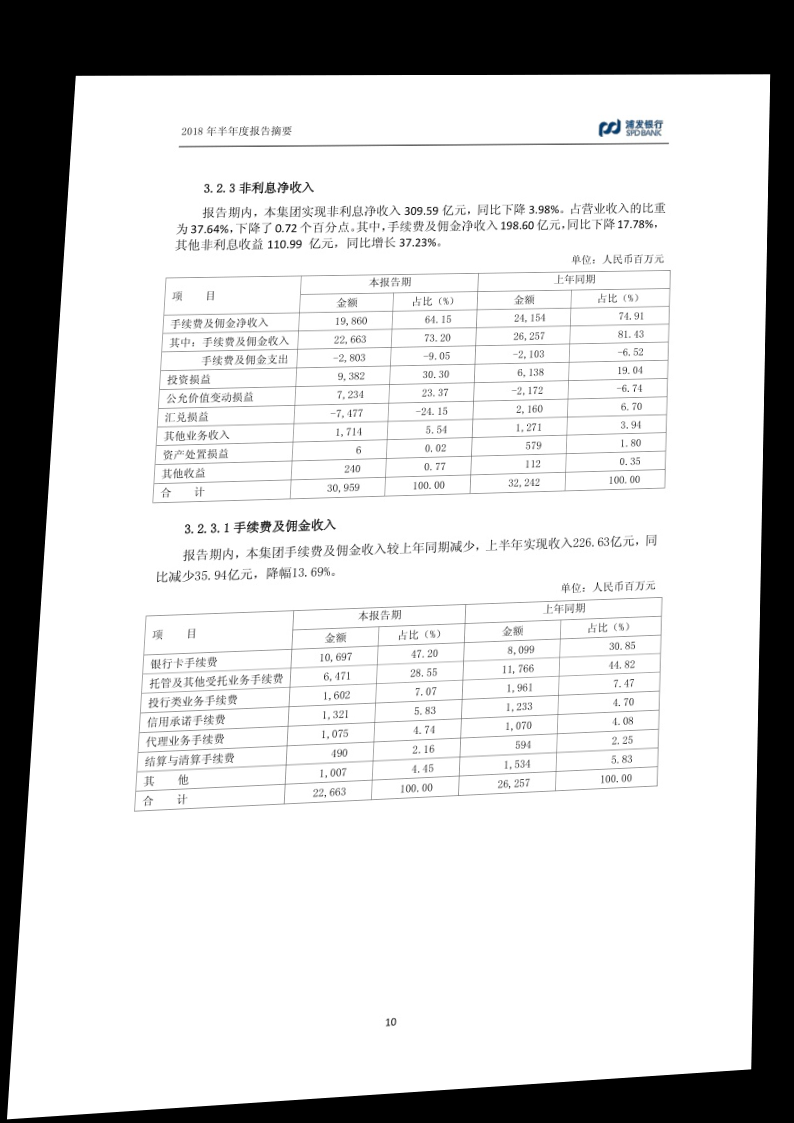 2018 年半年度报告摘要
浦发银行
SPD BANK
3.2.3 非利息净收入
报告期内，本集团实现非利息净收入 309.59 亿元，同比下降 3.98%。占营业收入的比重
为 37.64%，下降了 0.72 个百分点。其中，手续费及佣金净收入 198.60 亿元，同比下降 17.78%，
其他非利息收益 110.99 亿元，同比增长 37.23%。
单位：人民币百万元
项 目 本报告期 上年同期
金额 占比（%） 金额 占比（%）
手续费及佣金净收入 19,860 64.15 24,154 74.91
其中：手续费及佣金收入 22,663 73.20 26,257 81.43
手续费及佣金支出 -2,803 -9.05 -2,103 -6.52
投资损益 9,382 30.30 6,138 19.04
公允价值变动损益 7,234 23.37 -2,172 -6.74
汇兑损益 -7,477 -24.15 2,160 6.70
其他业务收入 1,714 5.54 1,271 3.94
资产处置损益 6 0.02 579 1.80
其他收益 240 0.77 112 0.35
合 计 30,959 100.00 32,242 100.00
3.2.3.1 手续费及佣金收入
报告期内，本集团手续费及佣金收入较上年同期减少，上半年实现收入226.63亿元，同
比减少35.94亿元，降幅13.69%。
单位：人民币百万元
项 目 本报告期 上年同期
金额 占比（%） 金额 占比（%）
银行卡手续费 10,697 47.20 8,099 30.85
托管及其他受托业务手续费 6,471 28.55 11,766 44.82
投行类业务手续费 1,602 7.07 1,961 7.47
信用承诺手续费 1,321 5.83 1,233 4.70
代理业务手续费 1,075 4.74 1,070 4.08
结算与清算手续费 490 2.16 594 2.25
其 他 1,007 4.45 1,534 5.83
合 计 22,663 100.00 26,257 100.00
10